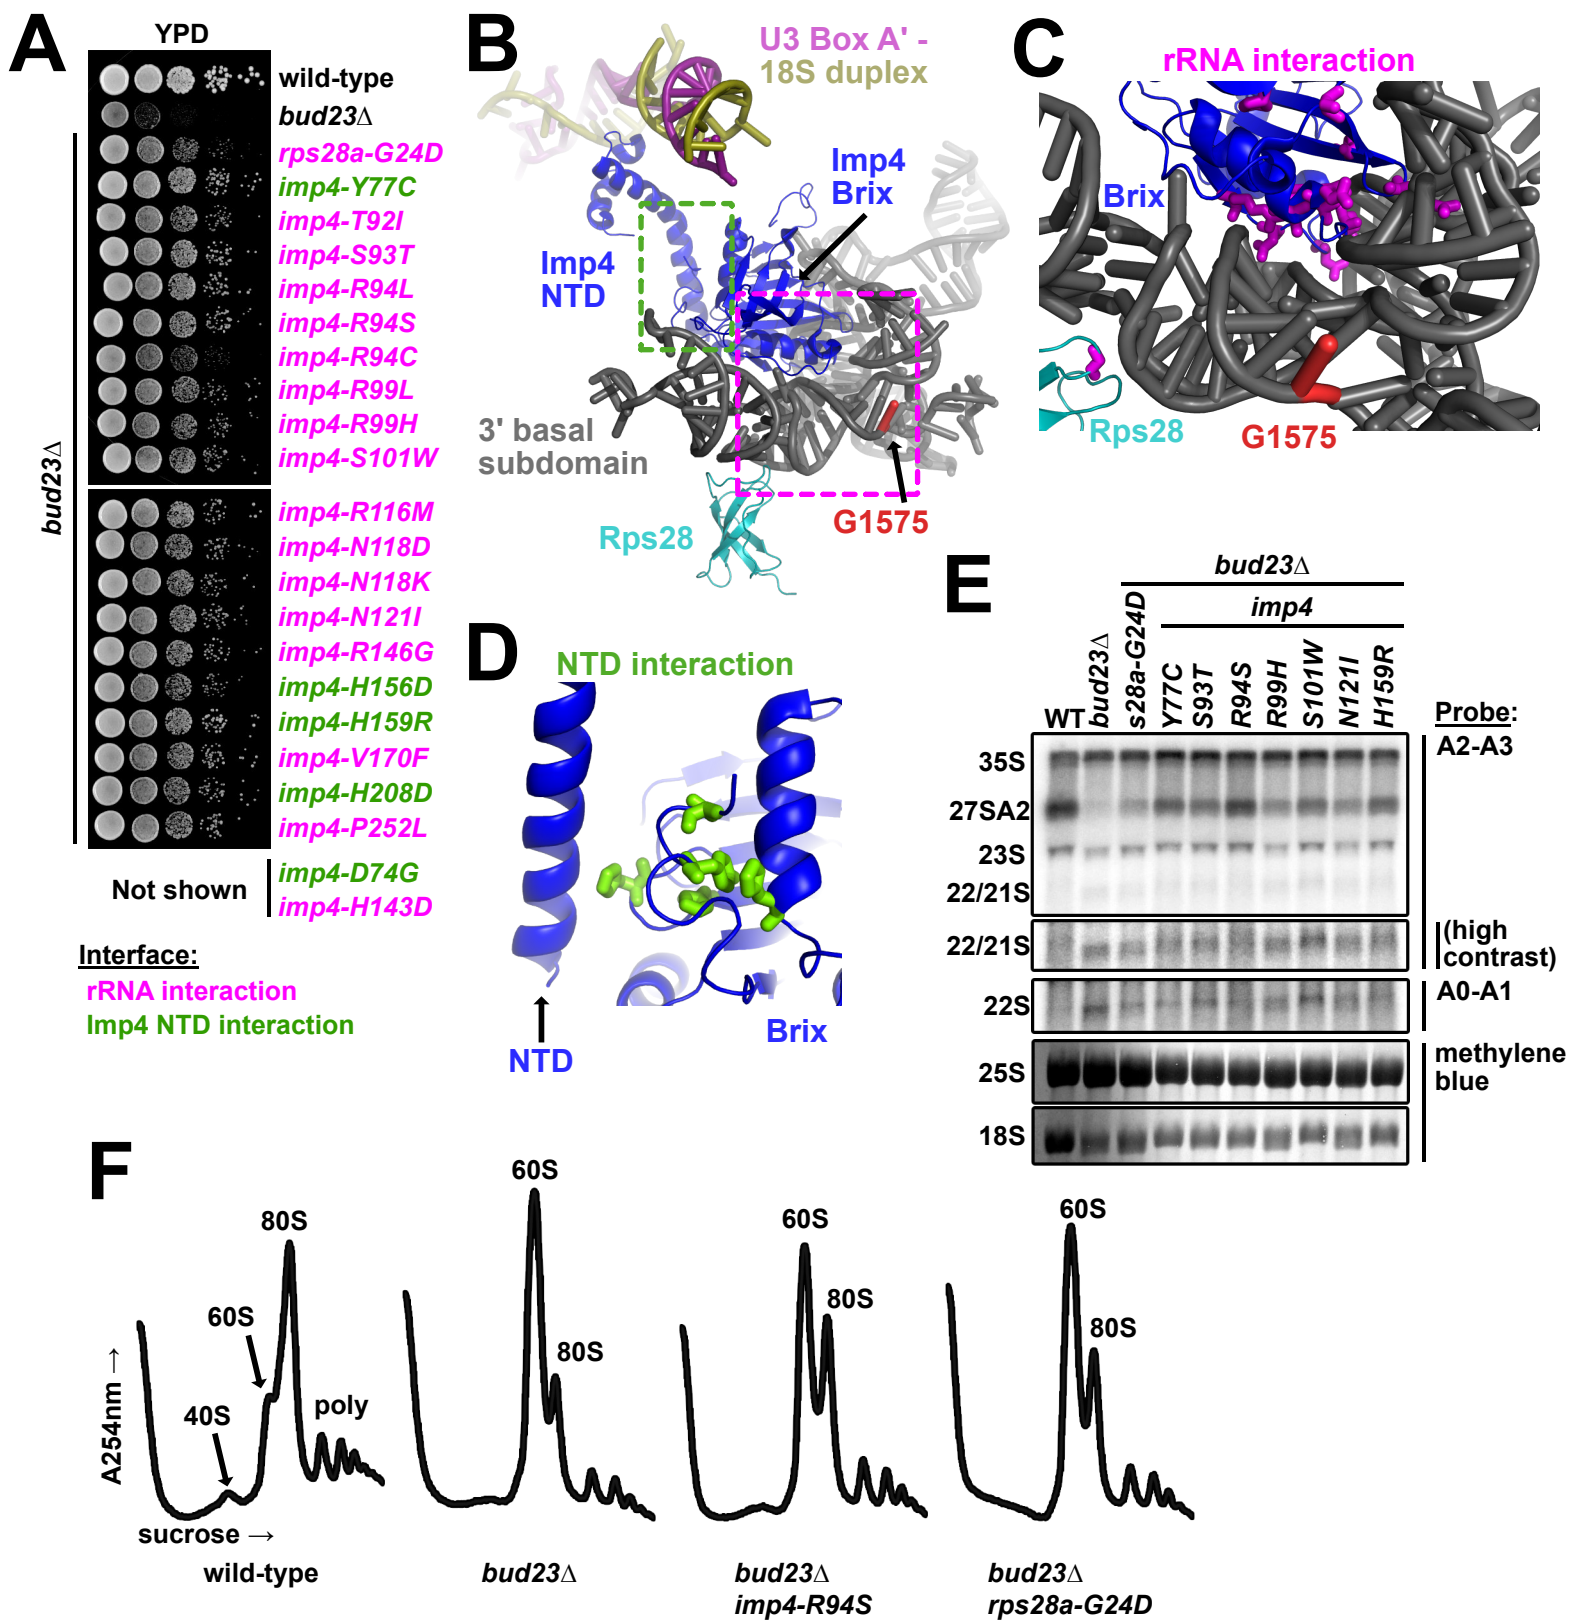 A
YPD
wild-type
bud23Δ
rps28a-G24D
imp4-Y77C
imp4-T92I
imp4-S93T
imp4-R94L
imp4-R94S
imp4-R94C
imp4-R99L
imp4-R99H
imp4-S101W
imp4-R116M
imp4-N118D
imp4-N118K
imp4-N121I
imp4-R146G
imp4-H156D
imp4-H159R
imp4-V170F
imp4-H208D
imp4-P252L
bud23Δ
Not shown
imp4-D74G
imp4-H143D
Interface:
rRNA interaction
Imp4 NTD interaction
B
U3 Box A' -
18S duplex
Imp4
Brix
Imp4
NTD
3' basal
subdomain
Rps28
G1575
C
rRNA interaction
Brix
Rps28
G1575
D
NTD interaction
NTD
Brix
E
bud23Δ
imp4
WT
bud23Δ
s28a-G24D
Y77C
S93T
R94S
R99H
S101W
N121I
H159R
Probe:
35S
27SA2
23S
22/21S
A2-A3
22/21S
(high
contrast)
22S
A0-A1
25S
18S
methylene
blue
F
A254nm →
sucrose →
40S
60S
80S
poly
wild-type
60S
80S
bud23Δ
60S
80S
bud23Δ
imp4-R94S
60S
80S
bud23Δ
rps28a-G24D